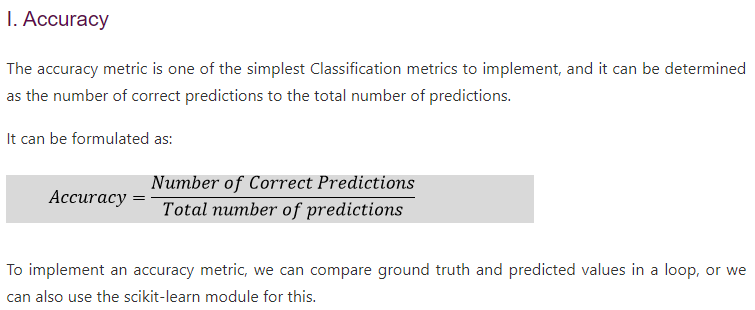 I. Accuracy
The accuracy metric is one of the simplest Classification metrics to implement, and it can be determined
as the number of correct predictions to the total number of predictions.
It can be formulated as:
Accuracy = Number of Correct Predictions / Total number of predictions
To implement an accuracy metric, we can compare ground truth and predicted values in a loop, or we
can also use the scikit-learn module for this.